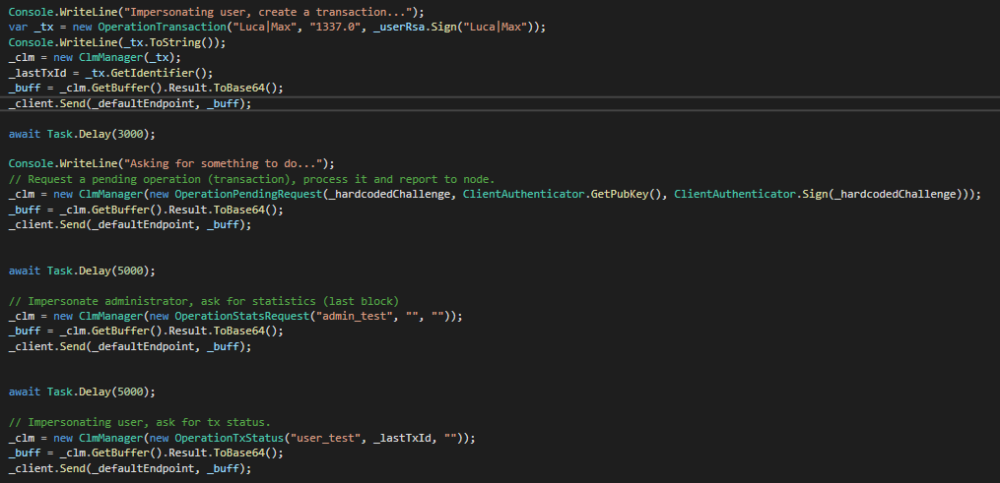 Console.WriteLine("Impersonating user, create a transaction...");
var _tx = new OperationTransaction("Luca|Max", "1337.0", _userRsa.Sign("Luca|Max"));
Console.WriteLine(_tx.ToString());
_clm = new ClmManager(_tx);
_lastTxId = _tx.GetIdentifier();
_buff = _clm.GetBuffer().Result.ToBase64();
_client.Send(_defaultEndpoint, _buff);
await Task.Delay(3000);
Console.WriteLine("Asking for something to do...");
// Request a pending operation (transaction), process it and report to node.
_clm = new ClmManager(new OperationPendingRequest(_hardcodedChallenge, ClientAuthenticator.GetPubKey(), ClientAuthenticator.Sign(_hardcodedChallenge)));
_buff = _clm.GetBuffer().Result.ToBase64();
_client.Send(_defaultEndpoint, _buff);
await Task.Delay(5000);
// Impersonate administrator, ask for statistics (last block)
_clm = new ClmManager(new OperationStatsRequest("admin_test", "", ""));
_buff = _clm.GetBuffer().Result.ToBase64();
_client.Send(_defaultEndpoint, _buff);
await Task.Delay(5000);
// Impersonating user, ask for tx status.
_clm = new ClmManager(new OperationTxStatus("user_test", _lastTxId, ""));
_buff = _clm.GetBuffer().Result.ToBase64();
_client.Send(_defaultEndpoint, _buff);